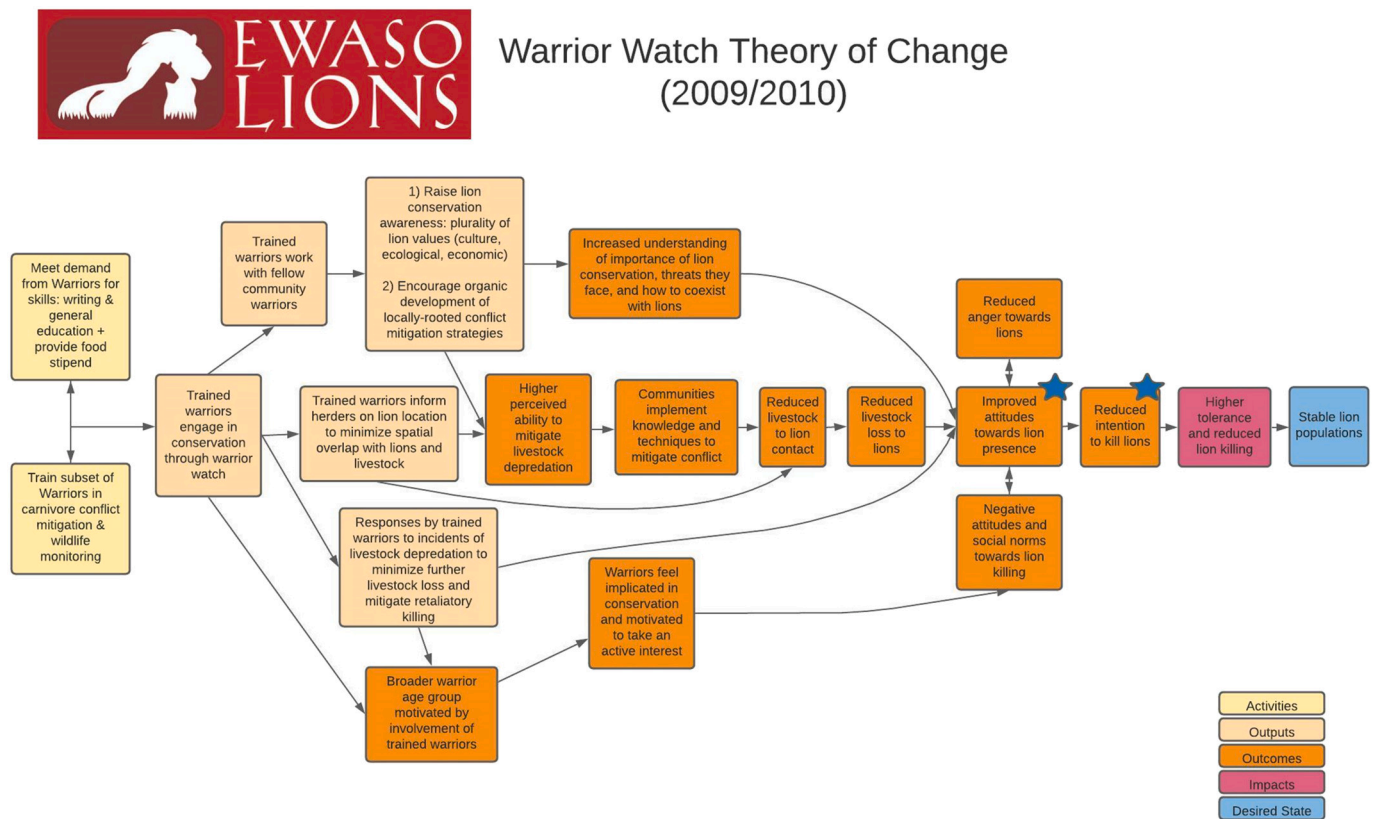 EWASO
LIONS
Warrior Watch Theory of Change
(2009/2010)
Meet demand
from Warriors for
skills: writing &
general
education +
provide food
stipend
Train subset of
Warriors in
carnivore conflict
mitigation &
wildlife
monitoring
Trained
warriors
engage in
conservation
through warrior
watch
Trained
warriors work
with fellow
community
warriors
1) Raise lion
conservation
awareness: plurality of
lion values (culture,
ecological, economic)
2) Encourage organic
development of
locally-rooted conflict
mitigation strategies
Increased understanding
of importance of lion
conservation, threats they
face, and how to coexist
with lions
Trained warriors inform
herders on lion location
to minimize spatial
overlap with lions and
livestock
Higher
perceived
ability to
mitigate
livestock
depredation
Communities
implement
knowledge and
techniques to
mitigate conflict
Reduced
livestock
to lion
contact
Reduced
livestock
loss to
lions
Responses by trained
warriors to incidents of
livestock depredation to
minimize further
livestock loss and
mitigate retaliatory
killing
Broader warrior
age group
motivated by
involvement of
trained warriors
Warriors feel
implicated in
conservation
and motivated
to take an
active interest
Reduced
anger towards
lions
Improved
attitudes
towards lion
presence
Negative
attitudes and
social norms
towards lion
killing
Reduced
intention
to kill lions
Higher
tolerance
and reduced
lion killing
Stable lion
populations
Activities
Outputs
Outcomes
Impacts
Desired State